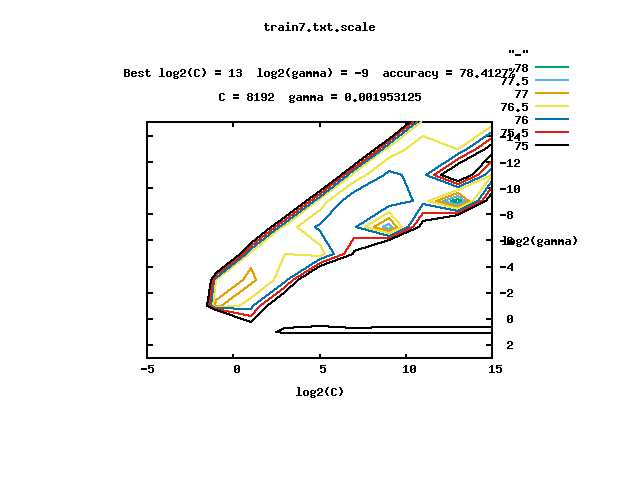 train7.txt.scale
"-"
Best log2(C) = 13 log2(gamma) = -9 accuracy = 78.4127%
C = 8192 gamma = 0.001953125
78
77.5
77
76.5
76
75.5
75
-14
-12
-10
-8
-6
log2(gamma)
-4
-2
0
2
-5 0 5 10 15
log2(C)